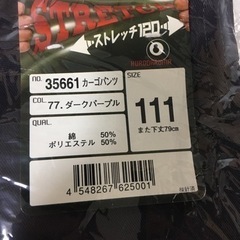 STRETCH
ストレッチ120
NO. 35661 カーゴパンツ
COL. 77.ダークパープル
QUAL.
綿 50%
ポリエステル 50%
SIZE
111
また下丈79cm
4 548267 625001